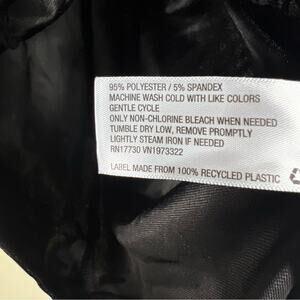 95% POLYESTER / 5% SPANDEX
MACHINE WASH COLD WITH LIKE COLORS
GENTLE CYCLE
ONLY NON-CHLORINE BLEACH WHEN NEEDED
TUMBLE DRY LOW, REMOVE PROMPTLY
LIGHTLY STEAM IRON IF NEEDED
RN17730 VN1973322
LABEL MADE FROM 100% RECYCLED PLASTIC